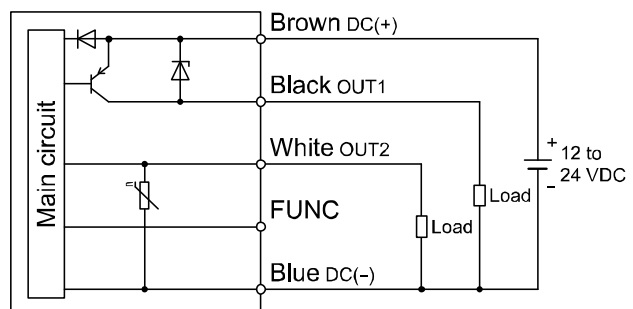 Brown DC(+)
Black OUT1
White OUT2
FUNC
Blue DC(−)
Main circuit
n
Load
Load
+
12 to
24 VDC
−